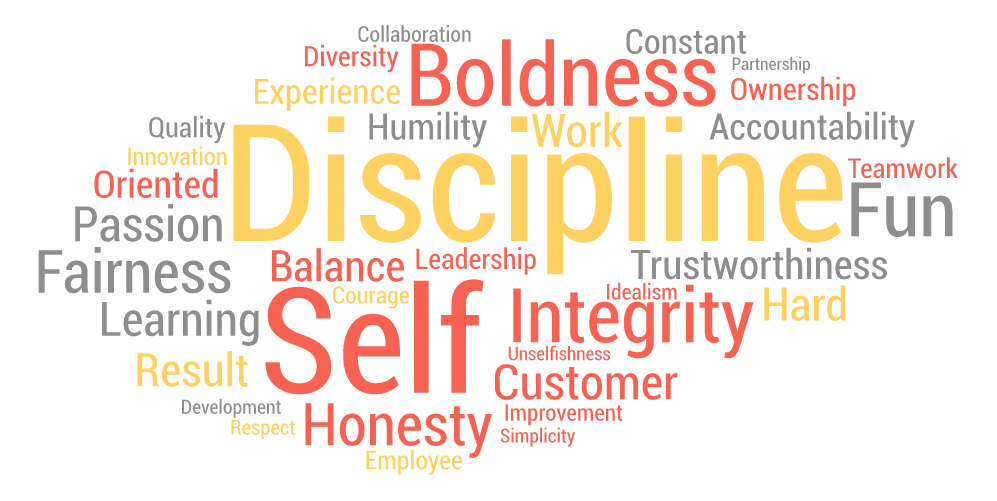 Collaboration
Constant
Diversity
Boldness
Partnership
Experience
Ownership
Quality
Humility
Work
Accountability
Innovation
Discipline
Teamwork
Oriented
Fun
Passion
Fairness
Balance
Leadership
Trustworthiness
Courage
Self
Idealism
Hard
Learning
Integrity
Unselfishness
Result
Customer
Development
Improvement
Respect
Honesty
Simplicity
Employee